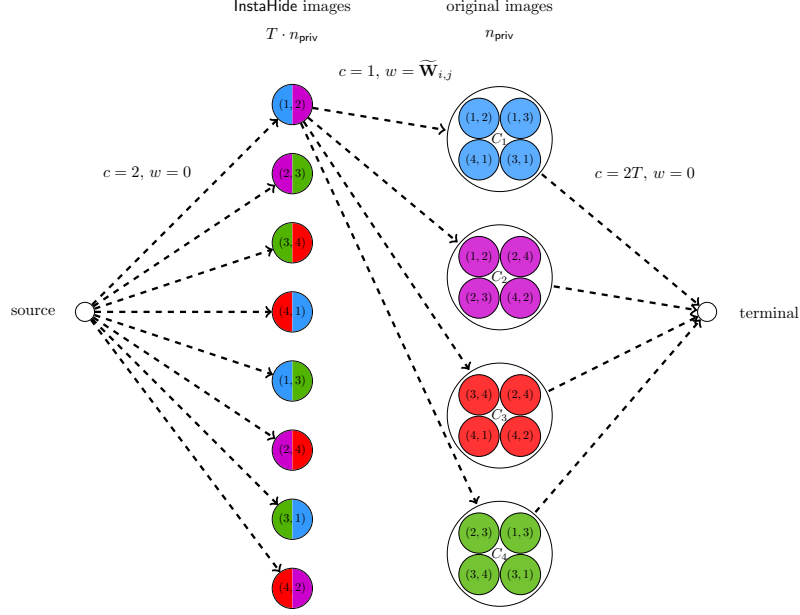 InstaHide images
original images
T · n_priv
n_priv
c = 1, w = W̃_{i,j}
c = 2, w = 0
c = 2T, w = 0
source
terminal
(1, 2)
(2, 3)
(3, 4)
(4, 1)
(1, 3)
(2, 4)
(3, 1)
(4, 2)
(1, 2) (1, 3)
C_1
(4, 1) (3, 1)
(1, 2) (2, 4)
C_2
(2, 3) (4, 2)
(3, 4) (2, 4)
C_3
(4, 1) (4, 2)
(2, 3) (1, 3)
C_4
(3, 4) (3, 1)